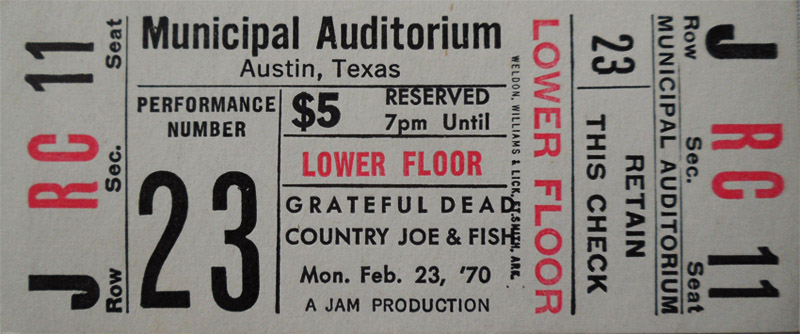 Seat 11
Sec. RC
Row J
Municipal Auditorium
Austin, Texas
PERFORMANCE
NUMBER
23
$5
RESERVED
7pm Until
LOWER FLOOR
GRATEFUL DEAD
COUNTRY JOE & FISH
Mon. Feb. 23, '70
A JAM PRODUCTION
WELDON, WILLIAMS & LICK, FT. SMITH, ARK.
LOWER FLOOR
23
RETAIN
THIS CHECK
MUNICIPAL AUDITORIUM
Row J
Sec. RC
Seat 11